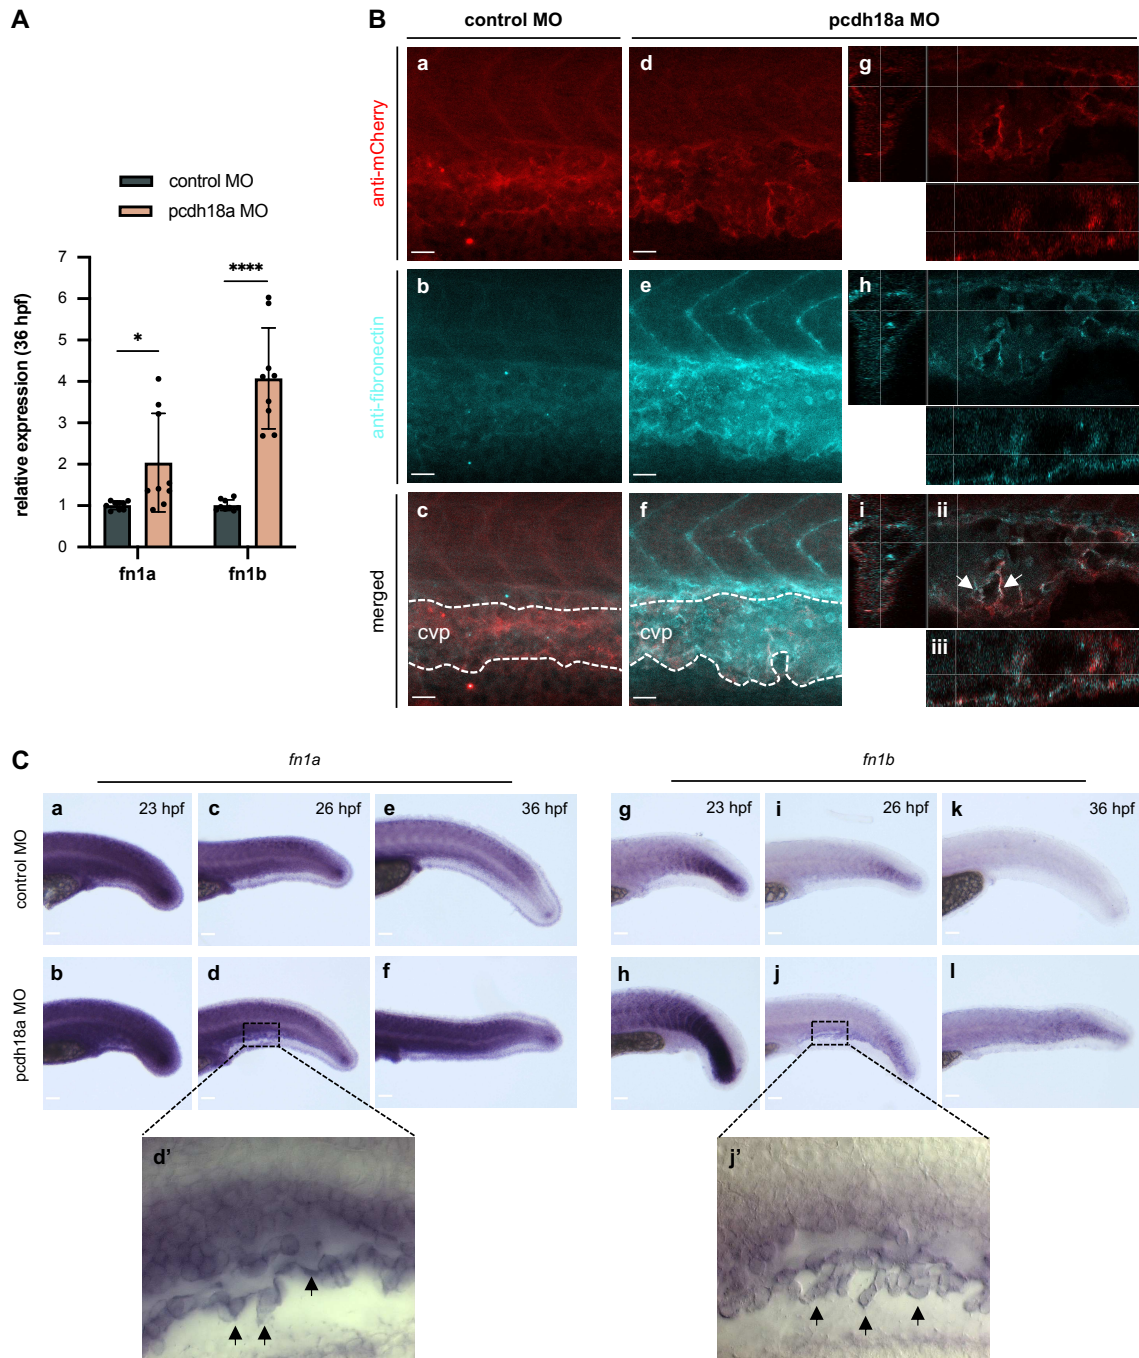 A
control MO
pcdh18a MO
relative expression (36 hpf)
7
6
5
4
3
2
1
0
*
****
fn1a
fn1b
B
control MO
pcdh18a MO
anti-mCherry
anti-fibronectin
merged
a
d
g
b
e
h
c
f
i
ii
iii
cvp
cvp
C
fn1a
fn1b
control MO
pcdh18a MO
a
23 hpf
c
26 hpf
e
36 hpf
g
23 hpf
i
26 hpf
k
36 hpf
b
d
f
h
j
l
d'
j'